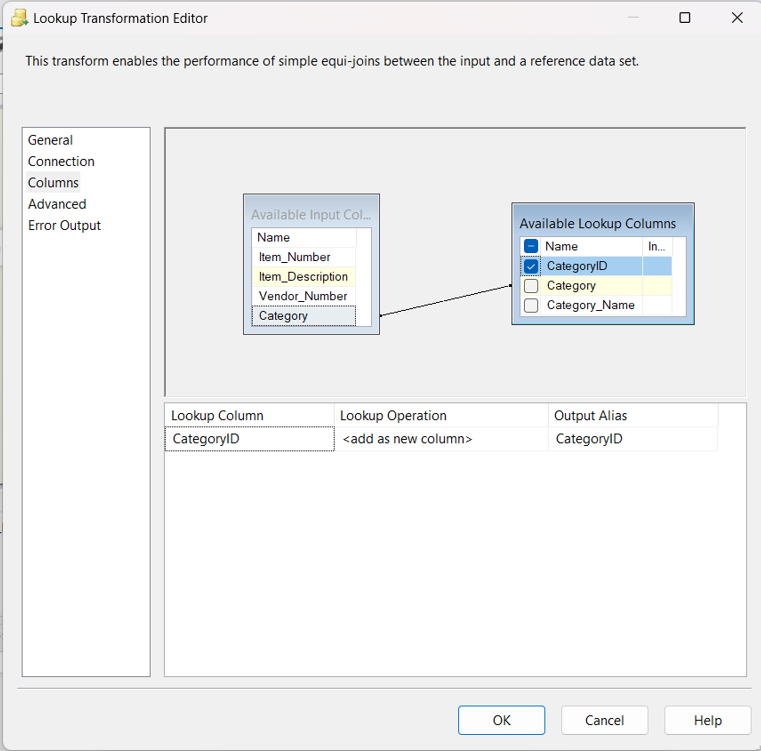 Lookup Transformation Editor
This transform enables the performance of simple equi-joins between the input and a reference data set.
General
Connection
Columns
Advanced
Error Output
Available Input Col...
Name
Item_Number
Item_Description
Vendor_Number
Category
Available Lookup Columns
Name In...
CategoryID
Category
Category_Name
Lookup Column Lookup Operation Output Alias
CategoryID <add as new column> CategoryID
OK Cancel Help